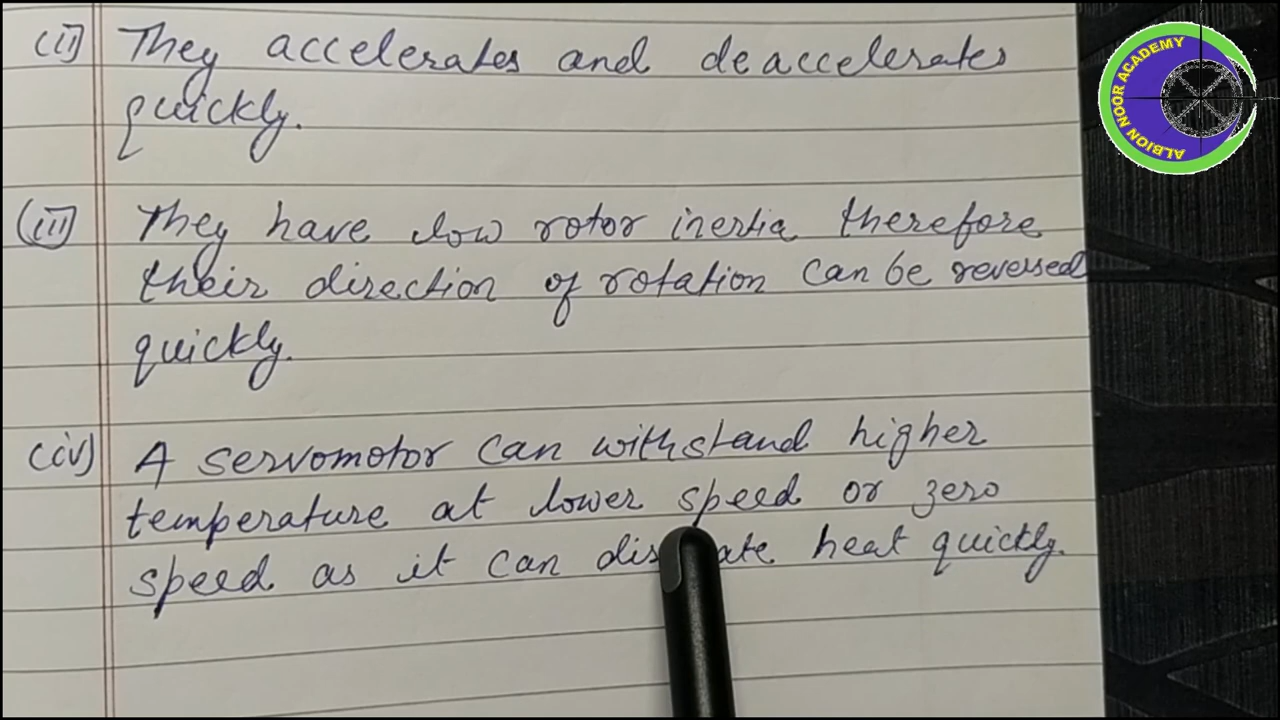 (ii) They accelerates and deaccelerates
quickly.
(iii) They have low rotor inertia therefore
their direction of rotation can be reversed
quickly.
(iv) A servomotor can withstand higher
temperature at lower speed or zero
speed as it can heat quickly.
ALBION NOOR ACADEMY